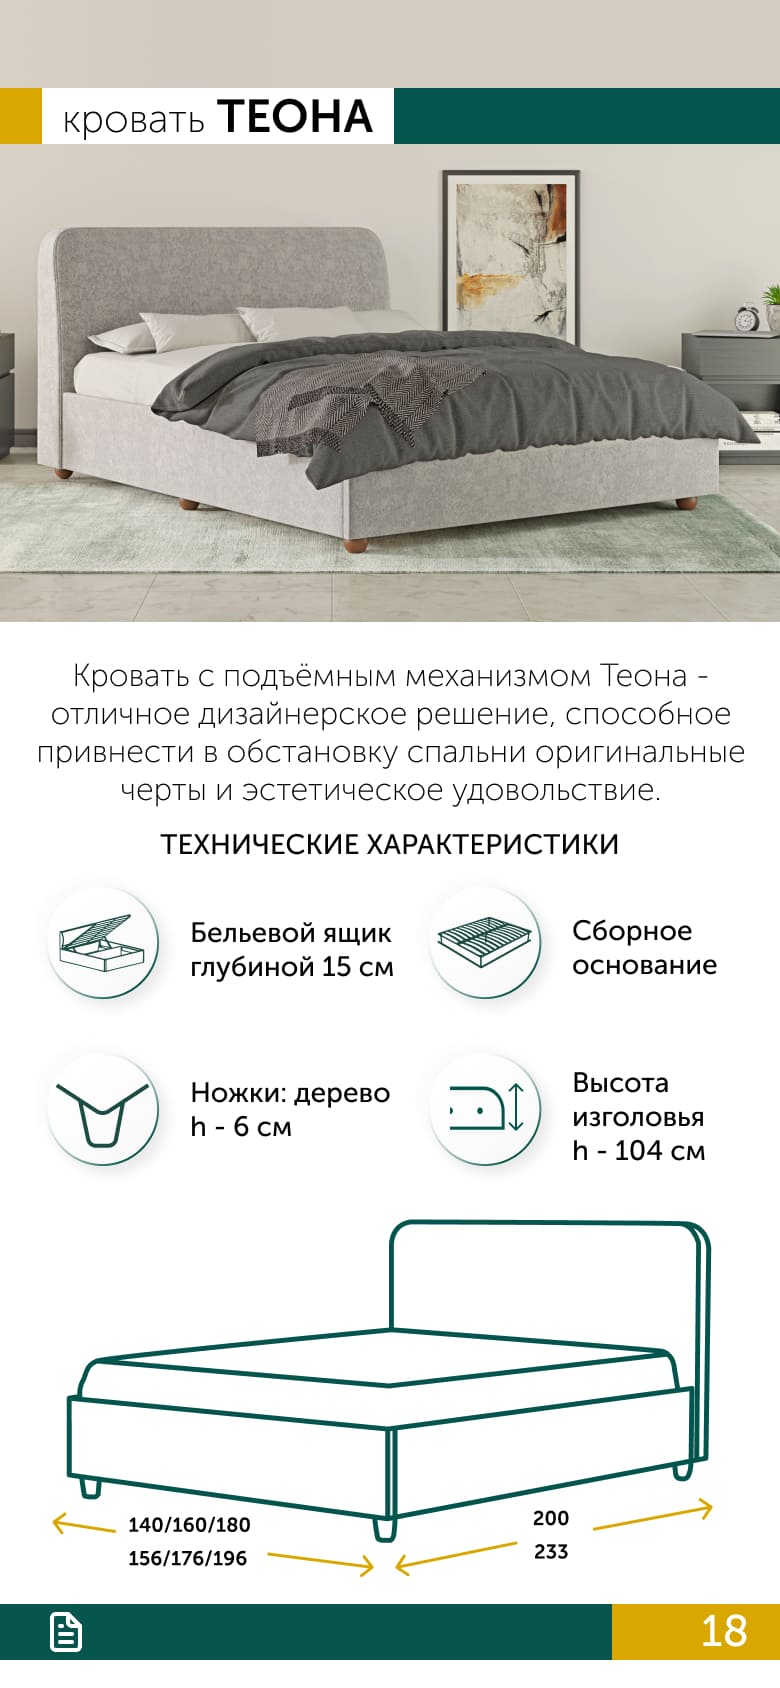 кровать ТЕОНА
Кровать с подъёмным механизмом Теона -
отличное дизайнерское решение, способное
привнести в обстановку спальни оригинальные
черты и эстетическое удовольствие.
ТЕХНИЧЕСКИЕ ХАРАКТЕРИСТИКИ
Бельевой ящик
глубиной 15 см
Сборное
основание
Ножки: дерево
h - 6 см
Высота
изголовья
h - 104 см
140/160/180
156/176/196
200
233
18